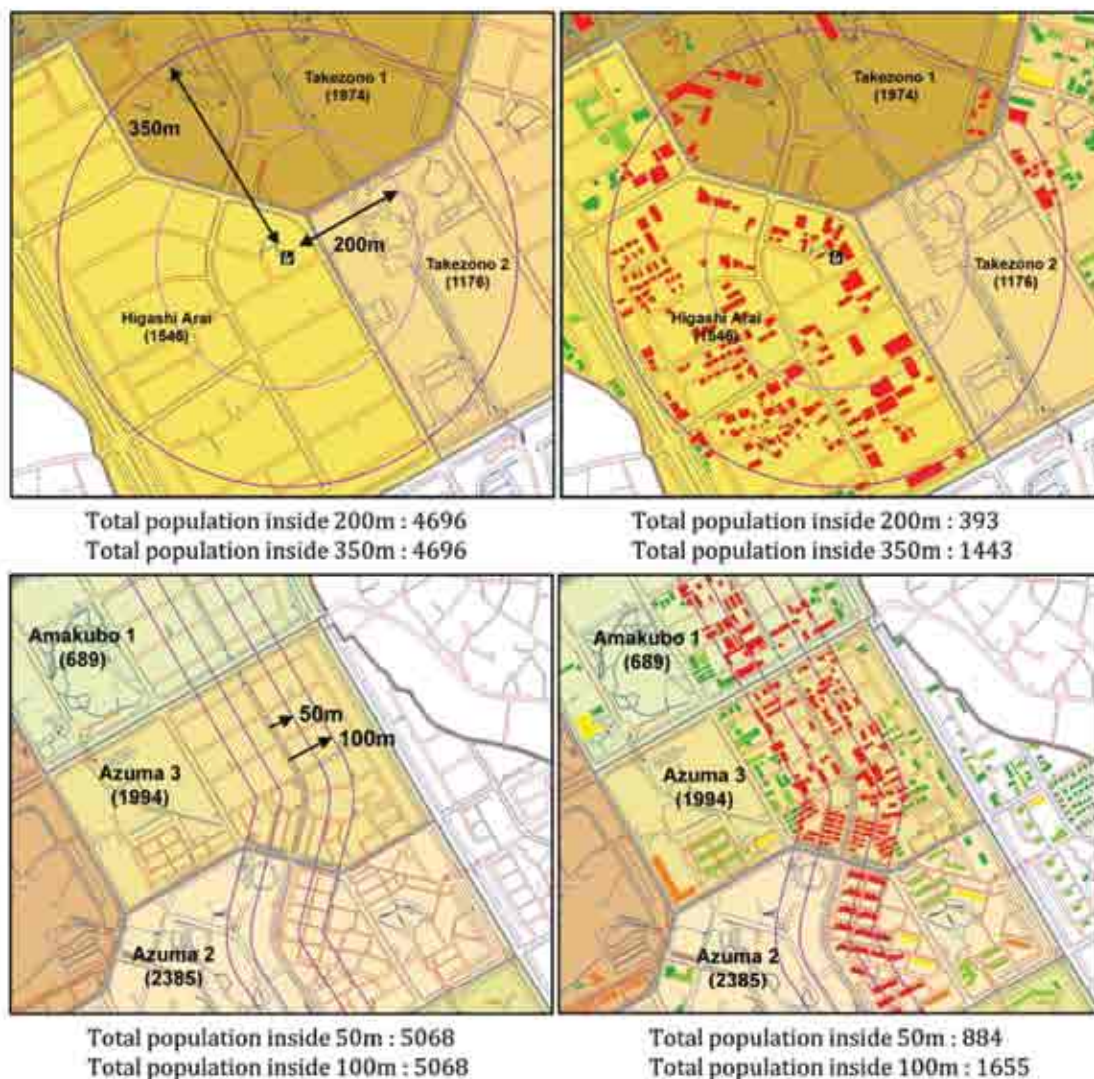 Takezono 1
(1974)
350m
200m
Takezono 2
(1176)
Higashi Arai
(1546)
Takezono 1
(1974)
Takezono 2
(1176)
Higashi Arai
(1546)
Total population inside 200m : 4696
Total population inside 350m : 4696
Total population inside 200m : 393
Total population inside 350m : 1443
Amakubo 1
(689)
50m
100m
Azuma 3
(1994)
Azuma 2
(2385)
Amakubo 1
(689)
Azuma 3
(1994)
Azuma 2
(2385)
Total population inside 50m : 5068
Total population inside 100m : 5068
Total population inside 50m : 884
Total population inside 100m : 1655